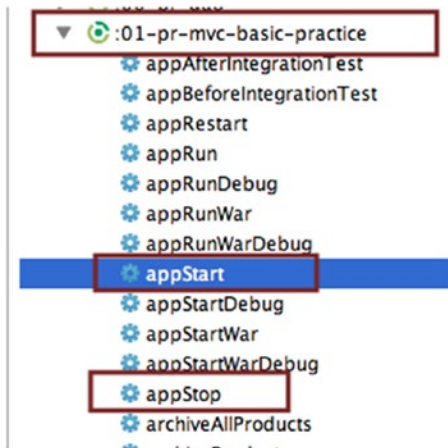 :01-pr-mvc-basic-practice
appAfterIntegrationTest
appBeforeIntegrationTest
appRestart
appRun
appRunDebug
appRunWar
appRunWarDebug
appStart
appStartDebug
appStartWar
appStartWarDebug
appStop
archiveAllProducts